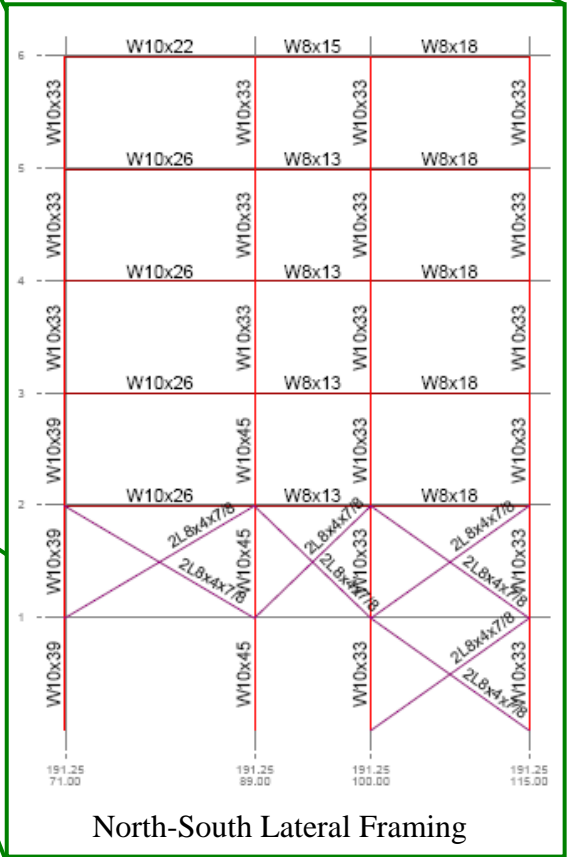 W10x22 W8x15 W8x18
6
W10x33 W10x33 W10x33 W10x33
W10x26 W8x13 W8x18
5
W10x33 W10x33 W10x33 W10x33
W10x26 W8x13 W8x18
4
W10x33 W10x33 W10x33 W10x33
W10x26 W8x13 W8x18
3
W10x39 W10x45 W10x33 W10x33
W10x26 W8x13 W8x18
2
2L8x4x7/8 2L8x4x7/8 2L8x4x7/8
W10x39 W10x45 W10x33 W10x33
2L8x4x7/8 2L8x4x7/8 2L8x4x7/8
1
2L8x4x7/8
W10x39 W10x45 W10x33 W10x33
2L8x4x7/8
191.25 191.25 191.25 191.25
71.00 89.00 100.00 115.00
North-South Lateral Framing